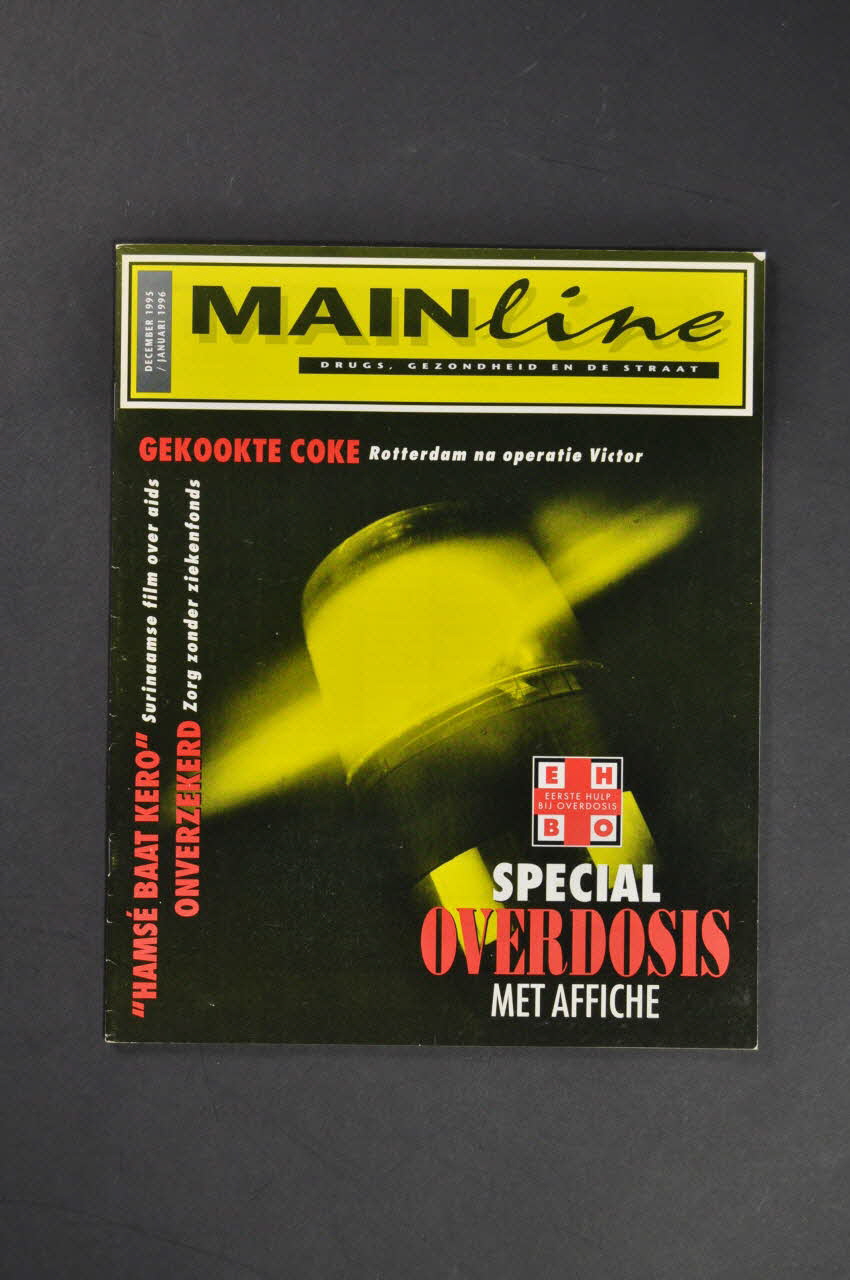 DECEMBER 1995
/ JANUARI 1996
MAINline
DRUGS, GEZONDHEID EN DE STRAAT
GEKOOKTE COKE Rotterdam na operatie Victor
"HAMSÉ BAAT KERO" Surinaamse film over aids
ONVERZEKERD Zorg zonder ziekenfonds
E H
EERSTE HULP
BIJ OVERDOSIS
B O
SPECIAL
OVERDOSIS
MET AFFICHE